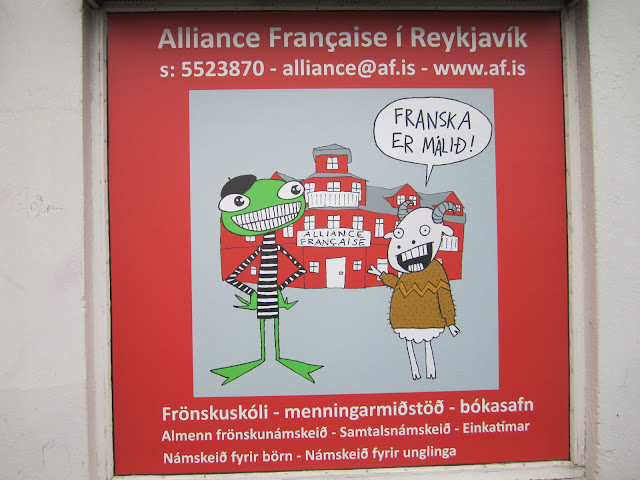 Alliance Française í Reykjavík
s: 5523870 - alliance@af.is - www.af.is
FRANSKA
ER MÁLIÐ!
ALLIANCE
FRANÇAISE
Frönskuskóli - menningarmiðstöð - bókasafn
Almenn frönskunámskeið - Samtalsnámskeið - Einkatímar
Námskeið fyrir börn - Námskeið fyrir unglinga